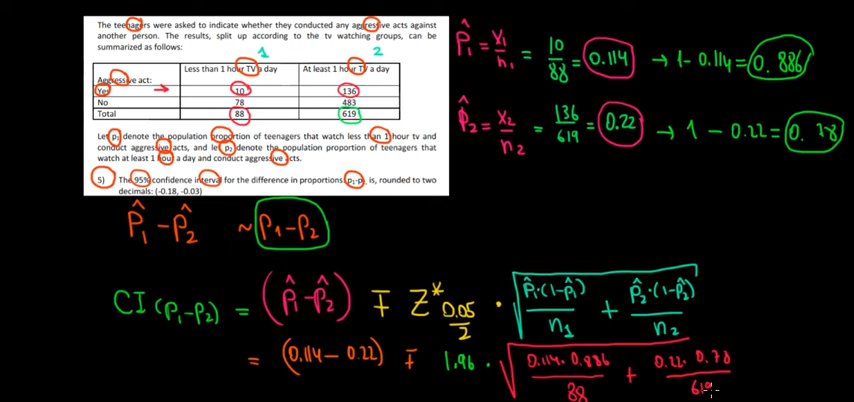 The teenagers were asked to indicate whether they conducted any aggressive acts against
another person. The results, split up according to the tv watching groups, can be
summarized as follows:
1 2
Less than 1 hour TV a day At least 1 hour TV a day
Aggressive act:
Yes → 10 136
No 78 483
Total 88 619
Let p1 denote the population proportion of teenagers that watch less than 1 hour tv and
conduct aggressive acts, and let p2 denote the population proportion of teenagers that
watch at least 1 hour a day and conduct aggressive acts.
5) The 95% confidence interval for the difference in proportions p1-p, is, rounded to two
decimals: (-0.18, -0.03)
P̂1 = x1/n1 = 10/88 = 0.114 → 1 - 0.114 = 0.886
P̂2 = x2/n2 = 136/619 = 0.22 → 1 - 0.22 = 0.78
P̂1 - P̂2 ~ P1 - P2
CI (P1-P2) = (P̂1 - P̂2) ∓ Z* 0.05/2 · √(P̂1·(1-P̂1)/n1 + P̂2·(1-P̂2)/n2)
= (0.114 - 0.22) ∓ 1.96 · √(0.114 · 0.886/88 + 0.22 · 0.78/619